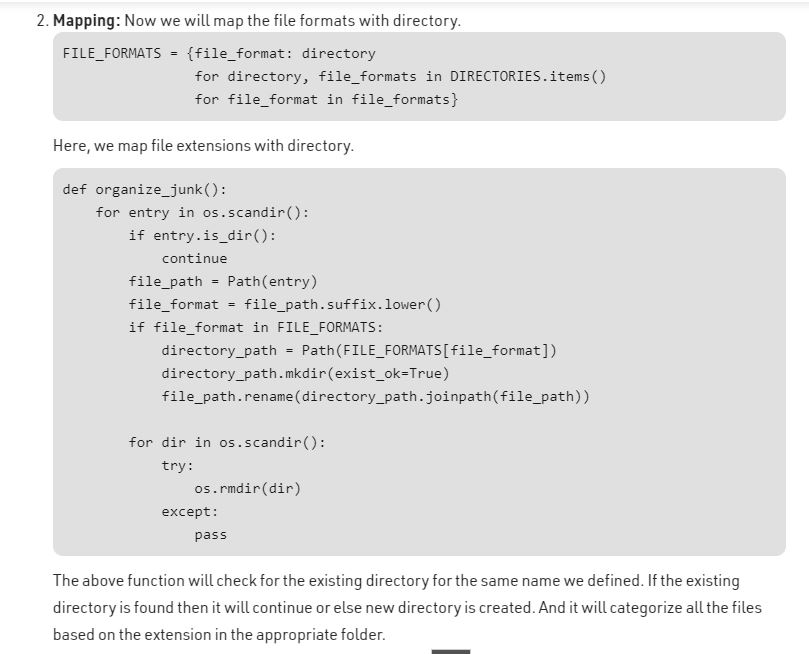 2. Mapping: Now we will map the file formats with directory.
FILE_FORMATS = {file_format: directory
                for directory, file_formats in DIRECTORIES.items()
                for file_format in file_formats}
Here, we map file extensions with directory.
def organize_junk():
    for entry in os.scandir():
        if entry.is_dir():
            continue
        file_path = Path(entry)
        file_format = file_path.suffix.lower()
        if file_format in FILE_FORMATS:
            directory_path = Path(FILE_FORMATS[file_format])
            directory_path.mkdir(exist_ok=True)
            file_path.rename(directory_path.joinpath(file_path))
        for dir in os.scandir():
            try:
                os.rmdir(dir)
            except:
                pass
The above function will check for the existing directory for the same name we defined. If the existing
directory is found then it will continue or else new directory is created. And it will categorize all the files
based on the extension in the appropriate folder.